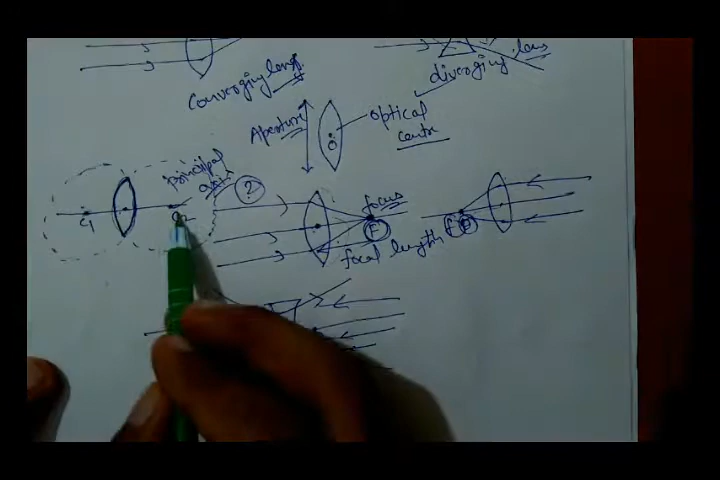 Converging lens
diverging lens
Aperture
optical
centre
O
principal
axis
2
focus
C1
C2
F
focal length
F